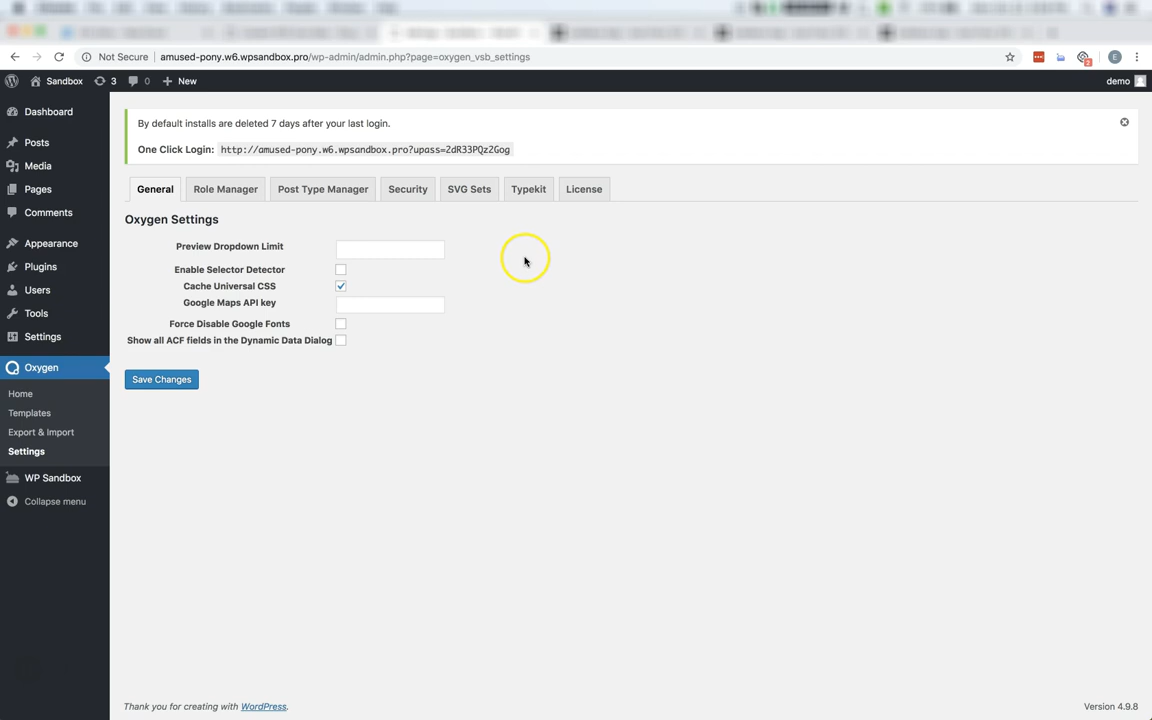 Not Secure amused-pony.w6.wpsandbox.pro/wp-admin/admin.php?page=oxygen_vsb_settings
2
E
Sandbox 3 0 New
demo
Dashboard
Posts
Media
Pages
Comments
Appearance
Plugins
Users
Tools
Settings
Oxygen
Home
Templates
Export & Import
Settings
WP Sandbox
Collapse menu
By default installs are deleted 7 days after your last login.
One Click Login: http://amused-pony.w6.wpsandbox.pro?upass=2dR33PQz2Gog
General Role Manager Post Type Manager Security SVG Sets Typekit License
Oxygen Settings
Preview Dropdown Limit
Enable Selector Detector
Cache Universal CSS
Google Maps API key
Force Disable Google Fonts
Show all ACF fields in the Dynamic Data Dialog
Save Changes
Thank you for creating with WordPress.
Version 4.9.8